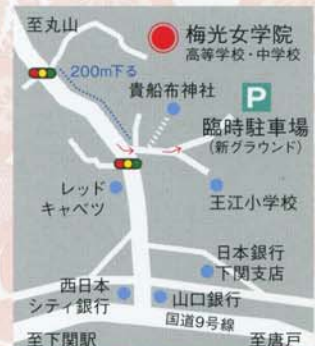 至丸山
梅光女学院
高等学校・中学校
200m下る
貴船布神社
P
臨時駐車場
(新グラウンド)
レッド
キャベツ
王江小学校
日本銀行
下関支店
西日本
シティ銀行
山口銀行
国道9号線
至下関駅
至唐戸